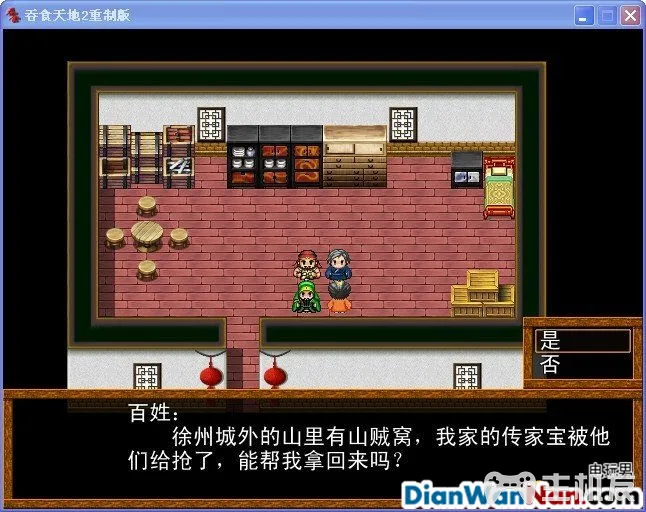 吞食天地2重制版
是
否
百姓：
徐州城外的山里有山贼窝，我家的传家宝被他
们给抢了，能帮我拿回来吗？
电玩男
DianWanNan.com